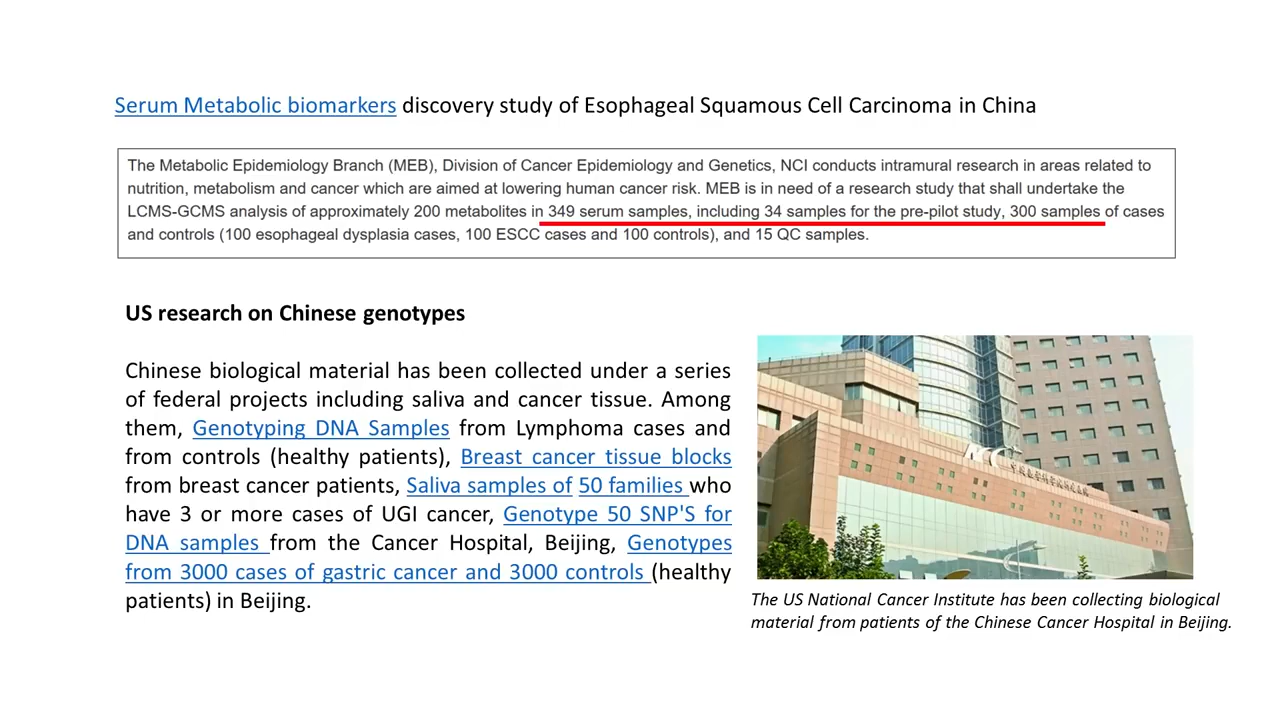 Serum Metabolic biomarkers discovery study of Esophageal Squamous Cell Carcinoma in China
The Metabolic Epidemiology Branch (MEB), Division of Cancer Epidemiology and Genetics, NCI conducts intramural research in areas related to
nutrition, metabolism and cancer which are aimed at lowering human cancer risk. MEB is in need of a research study that shall undertake the
LCMS-GCMS analysis of approximately 200 metabolites in 349 serum samples, including 34 samples for the pre-pilot study, 300 samples of cases
and controls (100 esophageal dysplasia cases, 100 ESCC cases and 100 controls), and 15 QC samples.
US research on Chinese genotypes
Chinese biological material has been collected under a series
of federal projects including saliva and cancer tissue. Among
them, Genotyping DNA Samples from Lymphoma cases and
from controls (healthy patients), Breast cancer tissue blocks
from breast cancer patients, Saliva samples of 50 families who
have 3 or more cases of UGI cancer, Genotype 50 SNP'S for
DNA samples from the Cancer Hospital, Beijing, Genotypes
from 3000 cases of gastric cancer and 3000 controls (healthy
patients) in Beijing.
NCC
The US National Cancer Institute has been collecting biological
material from patients of the Chinese Cancer Hospital in Beijing.